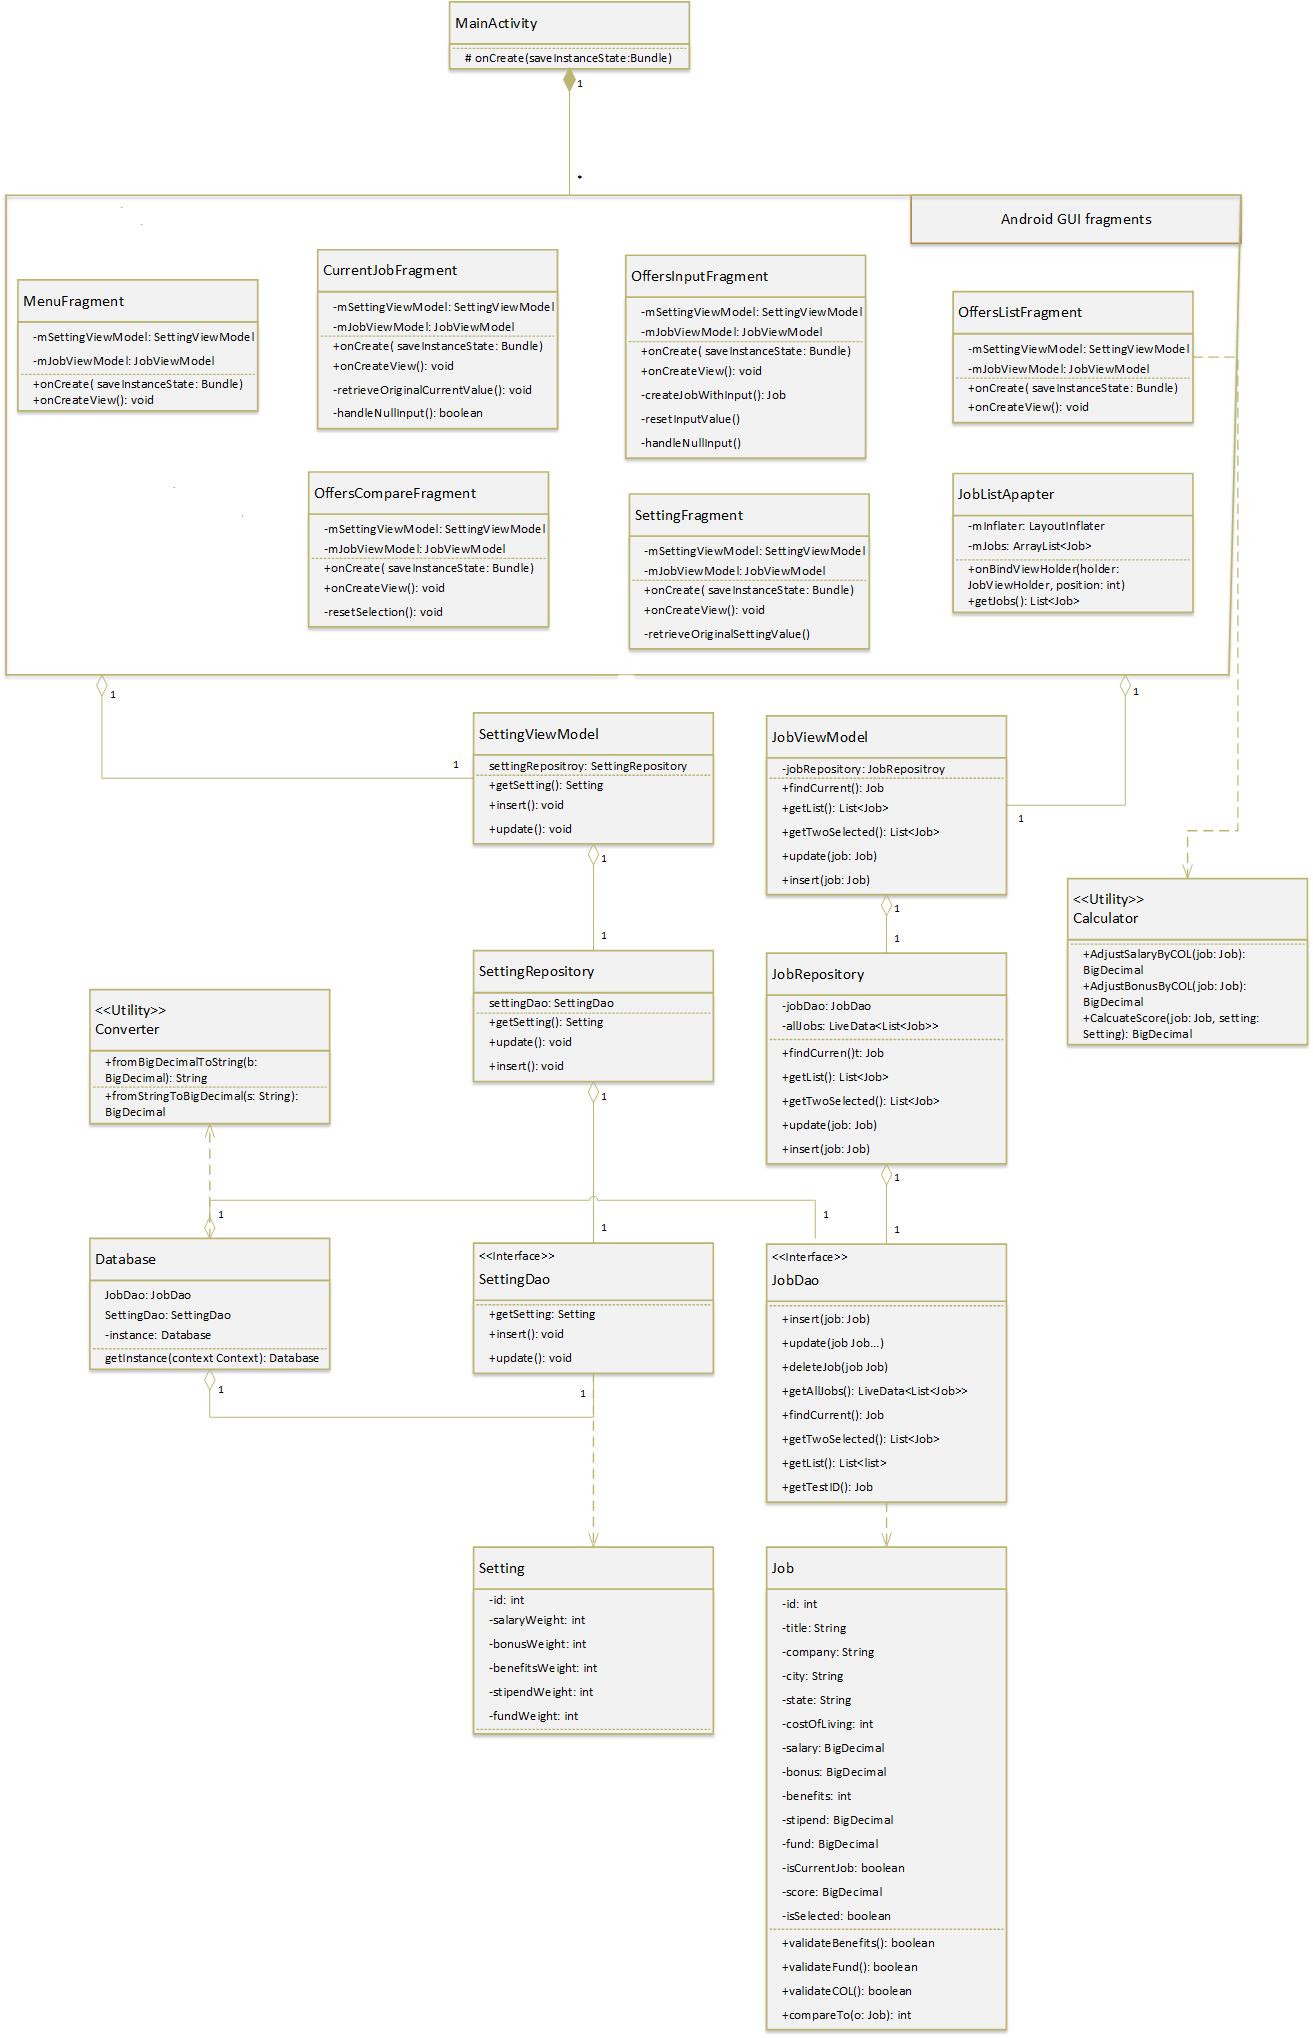 MainActivity
# onCreate(saveInstanceState:Bundle)
1
*
Android GUI fragments
MenuFragment
-mSettingViewModel: SettingViewModel
-mJobViewModel: JobViewModel
+onCreate( saveInstanceState: Bundle)
+onCreateView(): void
CurrentJobFragment
-mSettingViewModel: SettingViewModel
-mJobViewModel: JobViewModel
+onCreate( saveInstanceState: Bundle)
+onCreateView(): void
-retrieveOriginalCurrentValue(): void
-handleNullInput(): boolean
OffersInputFragment
-mSettingViewModel: SettingViewModel
-mJobViewModel: JobViewModel
+onCreate( saveInstanceState: Bundle)
+onCreateView(): void
-createJobWithInput(): Job
-resetInputValue()
-handleNullInput()
OffersListFragment
-mSettingViewModel: SettingViewModel
-mJobViewModel: JobViewModel
+onCreate( saveInstanceState: Bundle)
+onCreateView(): void
OffersCompareFragment
-mSettingViewModel: SettingViewModel
-mJobViewModel: JobViewModel
+onCreate( saveInstanceState: Bundle)
+onCreateView(): void
-resetSelection(): void
SettingFragment
-mSettingViewModel: SettingViewModel
-mJobViewModel: JobViewModel
+onCreate( saveInstanceState: Bundle)
+onCreateView(): void
-retrieveOriginalSettingValue()
JobListApapter
-mInflater: LayoutInflater
-mJobs: ArrayList<Job>
+onBindViewHolder(holder:
JobViewHolder, position: int)
+getJobs(): List<Job>
1
1
1
1
SettingViewModel
settingRepositroy: SettingRepository
+getSetting(): Setting
+insert(): void
+update(): void
1
1
JobViewModel
-jobRepository: JobRepositroy
+findCurrent(): Job
+getList(): List<Job>
+getTwoSelected(): List<Job>
+update(job: Job)
+insert(job: Job)
1
1
<<Utility>>
Calculator
+AdjustSalaryByCOL(job: Job):
BigDecimal
+AdjustBonusByCOL(job: Job):
BigDecimal
+CalcuateScore(job: Job, setting:
Setting): BigDecimal
<<Utility>>
Converter
+fromBigDecimalToString(b:
BigDecimal): String
+fromStringToBigDecimal(s: String):
BigDecimal
SettingRepository
settingDao: SettingDao
+getSetting(): Setting
+update(): void
+insert(): void
1
1
JobRepository
-jobDao: JobDao
-allJobs: LiveData<List<Job>>
+findCurren()t: Job
+getList(): List<Job>
+getTwoSelected(): List<Job>
+update(job: Job)
+insert(job: Job)
1
1
1
1
Database
JobDao: JobDao
SettingDao: SettingDao
-instance: Database
getInstance(context Context): Database
1
1
<<Interface>>
SettingDao
+getSetting: Setting
+insert(): void
+update(): void
<<Interface>>
JobDao
+insert(job: Job)
+update(job Job...)
+deleteJob(job Job)
+getAllJobs(): LiveData<List<Job>>
+findCurrent(): Job
+getTwoSelected(): List<Job>
+getList(): List<list>
+getTestID(): Job
Setting
-id: int
-salaryWeight: int
-bonusWeight: int
-benefitsWeight: int
-stipendWeight: int
-fundWeight: int
Job
-id: int
-title: String
-company: String
-city: String
-state: String
-costOfLiving: int
-salary: BigDecimal
-bonus: BigDecimal
-benefits: int
-stipend: BigDecimal
-fund: BigDecimal
-isCurrentJob: boolean
-score: BigDecimal
-isSelected: boolean
+validateBenefits(): boolean
+validateFund(): boolean
+validateCOL(): boolean
+compareTo(o: Job): int